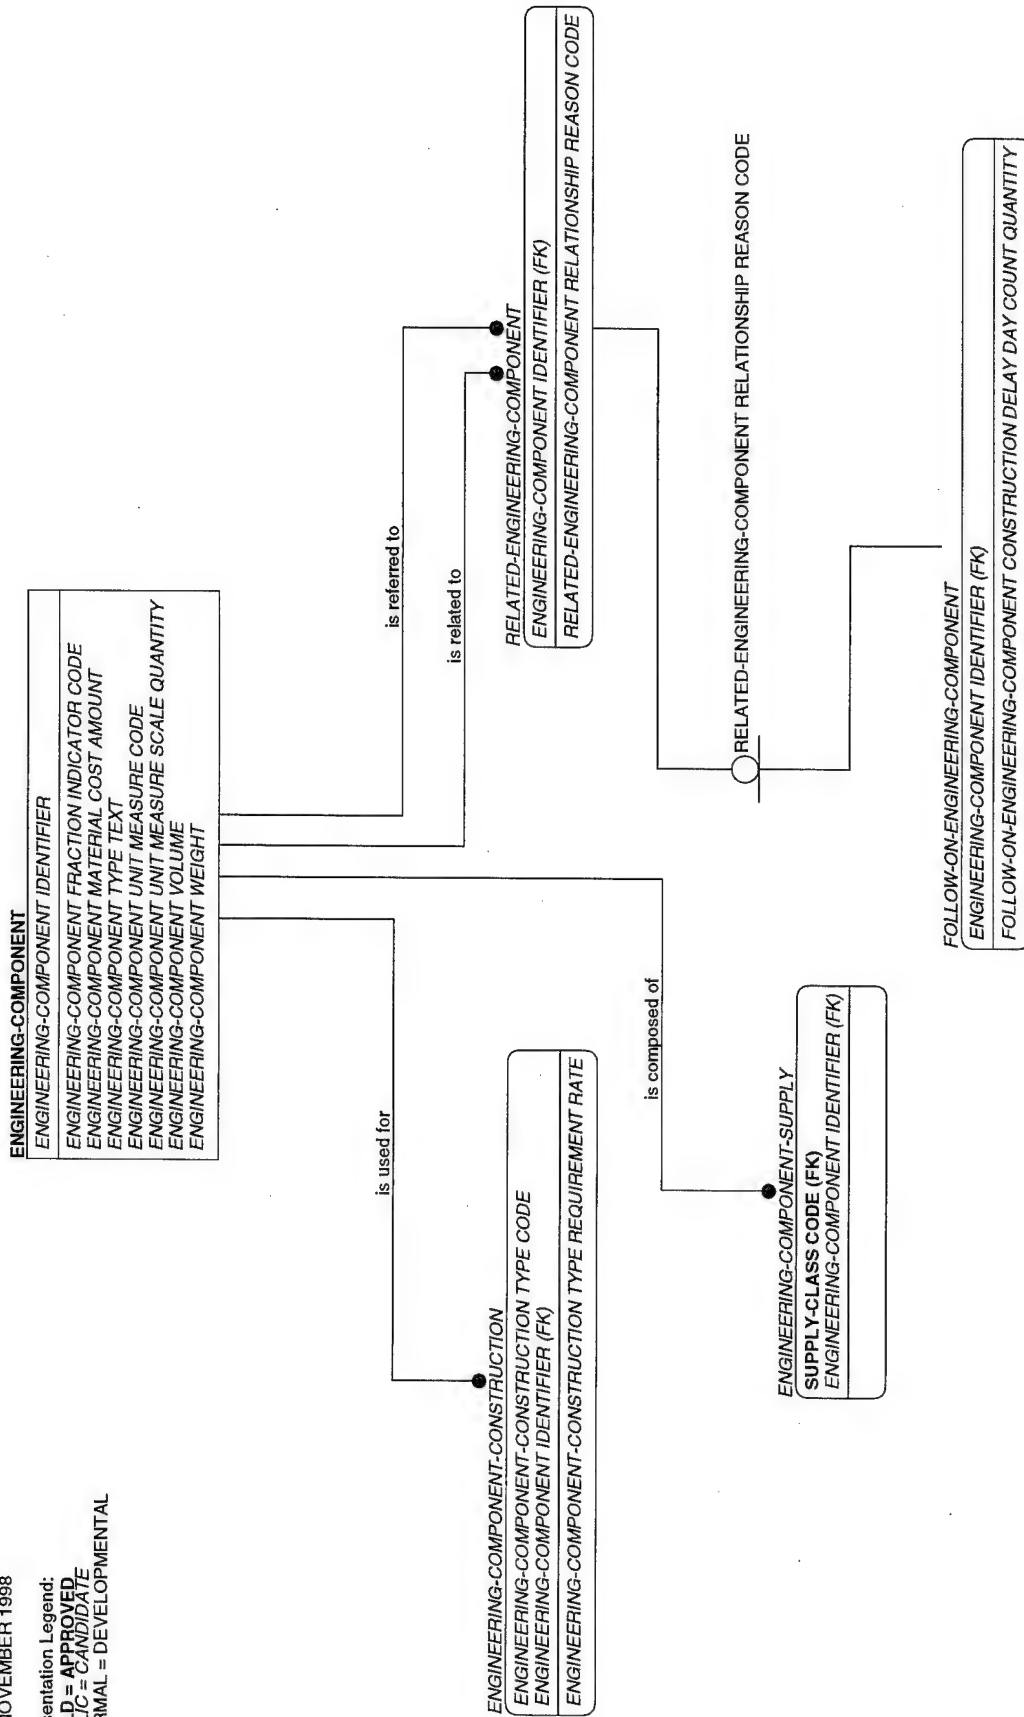 NOVEMBER 1998
sentation Legend:
LD = APPROVED
LIC = CANDIDATE
RMAL = DEVELOPMENTAL
ENGINEERING-COMPONENT
ENGINEERING-COMPONENT IDENTIFIER
ENGINEERING-COMPONENT FRACTION INDICATOR CODE
ENGINEERING-COMPONENT MATERIAL COST AMOUNT
ENGINEERING-COMPONENT TYPE TEXT
ENGINEERING-COMPONENT UNIT MEASURE CODE
ENGINEERING-COMPONENT UNIT MEASURE SCALE QUANTITY
ENGINEERING-COMPONENT VOLUME
ENGINEERING-COMPONENT WEIGHT
is used for
is referred to
is related to
ENGINEERING-COMPONENT-CONSTRUCTION
ENGINEERING-COMPONENT-CONSTRUCTION TYPE CODE
ENGINEERING-COMPONENT IDENTIFIER (FK)
ENGINEERING-COMPONENT-CONSTRUCTION TYPE REQUIREMENT RATE
RELATED-ENGINEERING-COMPONENT
ENGINEERING-COMPONENT IDENTIFIER (FK)
RELATED-ENGINEERING-COMPONENT RELATIONSHIP REASON CODE
is composed of
RELATED-ENGINEERING-COMPONENT RELATIONSHIP REASON CODE
ENGINEERING-COMPONENT-SUPPLY
SUPPLY-CLASS CODE (FK)
ENGINEERING-COMPONENT IDENTIFIER (FK)
FOLLOW-ON-ENGINEERING-COMPONENT
ENGINEERING-COMPONENT IDENTIFIER (FK)
FOLLOW-ON-ENGINEERING-COMPONENT CONSTRUCTION DELAY DAY COUNT QUANTITY